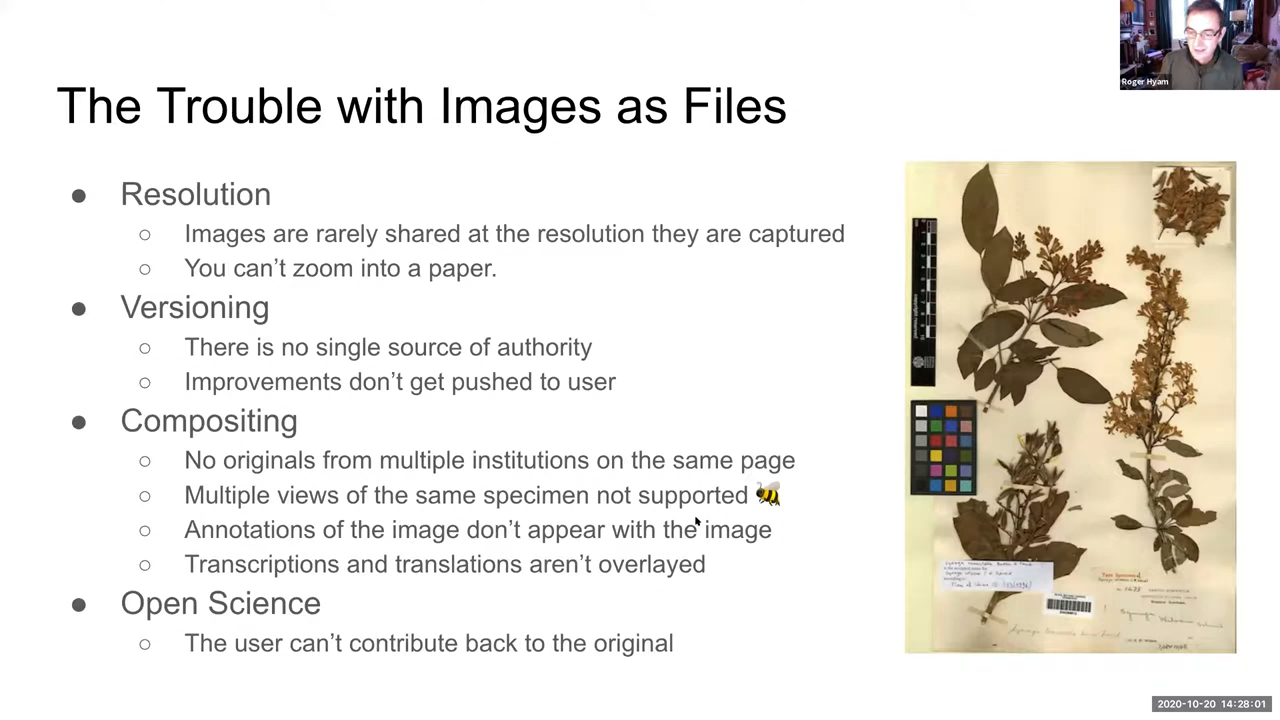 Roger Hyam
The Trouble with Images as Files
● Resolution
○ Images are rarely shared at the resolution they are captured
○ You can’t zoom into a paper.
● Versioning
○ There is no single source of authority
○ Improvements don’t get pushed to user
● Compositing
○ No originals from multiple institutions on the same page
○ Multiple views of the same specimen not supported 🐝
○ Annotations of the image don’t appear with the image
○ Transcriptions and translations aren’t overlayed
● Open Science
○ The user can’t contribute back to the original
copyright reserved
2020-10-20 14:28:01